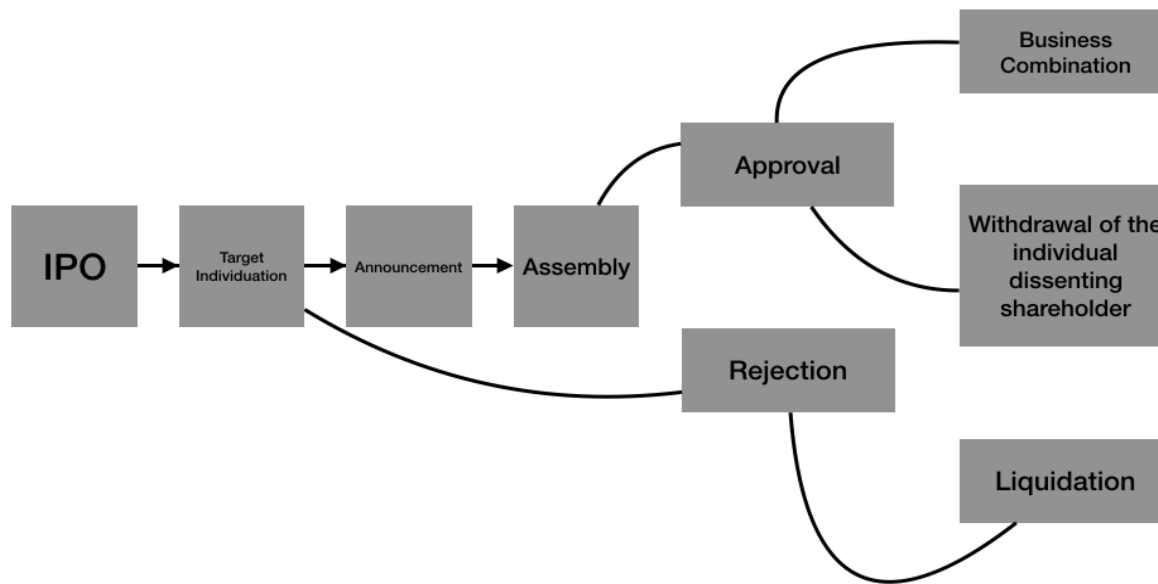 IPO
Target
Individuation
Announcement
Assembly
Approval
Rejection
Business
Combination
Withdrawal of the
individual
dissenting
shareholder
Liquidation